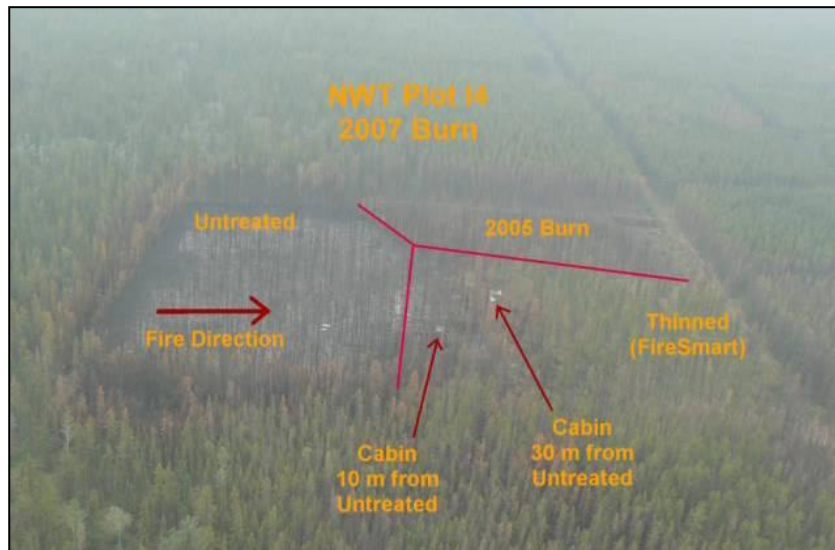 NWT Plot I4
2007 Burn
Untreated
2005 Burn
Fire Direction
Thinned
(FireSmart)
Cabin
10 m from
Untreated
Cabin
30 m from
Untreated